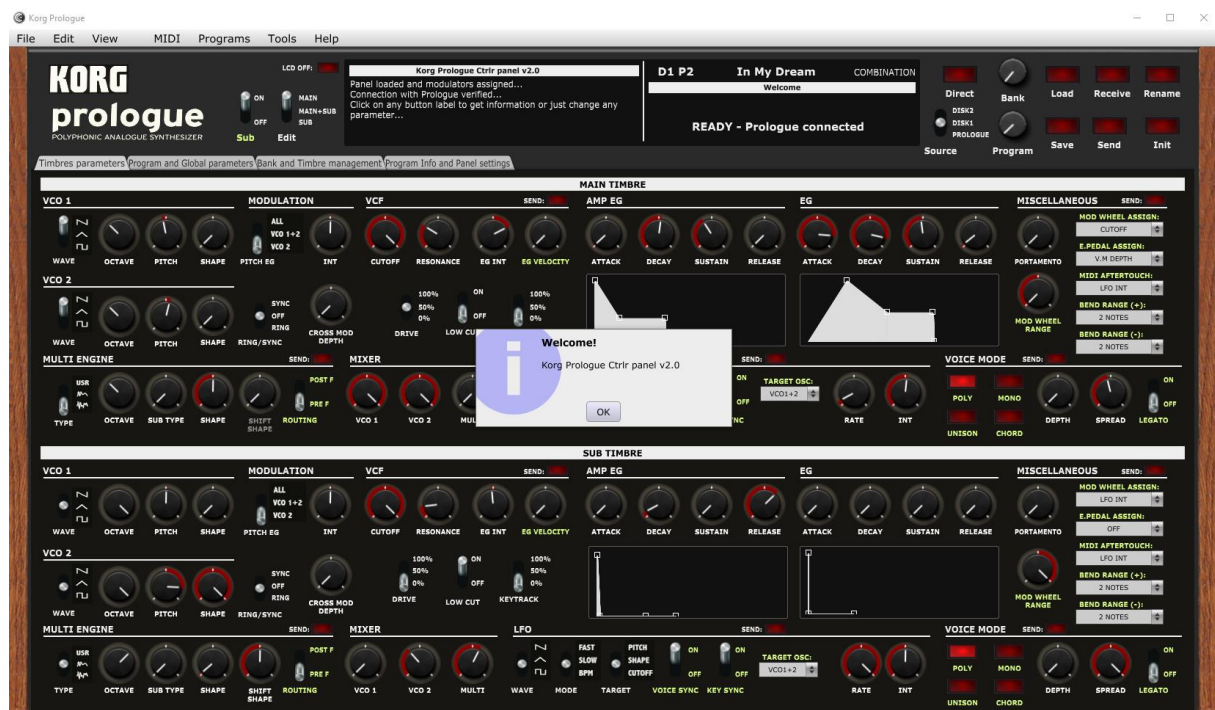 Korg Prologue
File Edit View MIDI Programs Tools Help
KORG
prologue
POLYPHONIC ANALOGUE SYNTHESIZER
LCD OFF:
ON
OFF
Sub
MAIN
MAIN+SUB
SUB
Edit
Korg Prologue Ctrlr panel v2.0
Panel loaded and modulators assigned...
Connection with Prologue verified...
Click on any button label to get information or just change any
parameter...
D1 P2 In My Dream COMBINATION
Welcome
READY - Prologue connected
Direct Bank Load Receive Rename
DISK2
DISK1
PROLOGUE
Source Program Save Send Init
Timbres parameters Program and Global parameters Bank and Timbre management Program Info and Panel settings
MAIN TIMBRE
VCO 1 MODULATION VCF SEND: AMP EG EG MISCELLANEOUS SEND:
ALL
VCO 1+2
VCO 2
WAVE OCTAVE PITCH SHAPE PITCH EG INT CUTOFF RESONANCE EG INT EG VELOCITY ATTACK DECAY SUSTAIN RELEASE ATTACK DECAY SUSTAIN RELEASE PORTAMENTO
MOD WHEEL ASSIGN:
CUTOFF
E.PEDAL ASSIGN:
V.M DEPTH
MIDI AFTERTOUCH:
LFO INT
BEND RANGE (+):
2 NOTES
BEND RANGE (-):
2 NOTES
MOD WHEEL
RANGE
VCO 2
SYNC
OFF
RING
100%
50%
0%
ON
OFF
100%
50%
0%
WAVE OCTAVE PITCH SHAPE RING/SYNC CROSS MOD
DEPTH
DRIVE LOW CU
Welcome!
Korg Prologue Ctrlr panel v2.0
OK
MULTI ENGINE SEND: MIXER SEND: VOICE MODE SEND:
USR
POST F
PRE F
TYPE OCTAVE SUB TYPE SHAPE SHIFT
SHAPE
ROUTING VCO 1 VCO 2 MUL
ON
OFF
NC
TARGET OSC:
VCO1+2
RATE INT
POLY MONO
UNISON CHORD
DEPTH SPREAD LEGATO
ON
OFF
SUB TIMBRE
VCO 1 MODULATION VCF SEND: AMP EG EG MISCELLANEOUS SEND:
ALL
VCO 1+2
VCO 2
WAVE OCTAVE PITCH SHAPE PITCH EG INT CUTOFF RESONANCE EG INT EG VELOCITY ATTACK DECAY SUSTAIN RELEASE ATTACK DECAY SUSTAIN RELEASE PORTAMENTO
MOD WHEEL ASSIGN:
LFO INT
E.PEDAL ASSIGN:
OFF
MIDI AFTERTOUCH:
LFO INT
BEND RANGE (+):
2 NOTES
BEND RANGE (-):
2 NOTES
MOD WHEEL
RANGE
VCO 2
SYNC
OFF
RING
100%
50%
0%
ON
OFF
100%
50%
0%
WAVE OCTAVE PITCH SHAPE RING/SYNC CROSS MOD
DEPTH
DRIVE LOW CUT KEYTRACK
MULTI ENGINE SEND: MIXER LFO SEND: VOICE MODE SEND:
USR
POST F
PRE F
FAST
SLOW
BPM
PITCH
SHAPE
CUTOFF
ON
OFF
ON
OFF
TARGET OSC:
VCO1+2
POLY MONO
ON
OFF
TYPE OCTAVE SUB TYPE SHAPE SHIFT
SHAPE
ROUTING VCO 1 VCO 2 MULTI WAVE MODE TARGET VOICE SYNC KEY SYNC RATE INT
UNISON CHORD
DEPTH SPREAD LEGATO